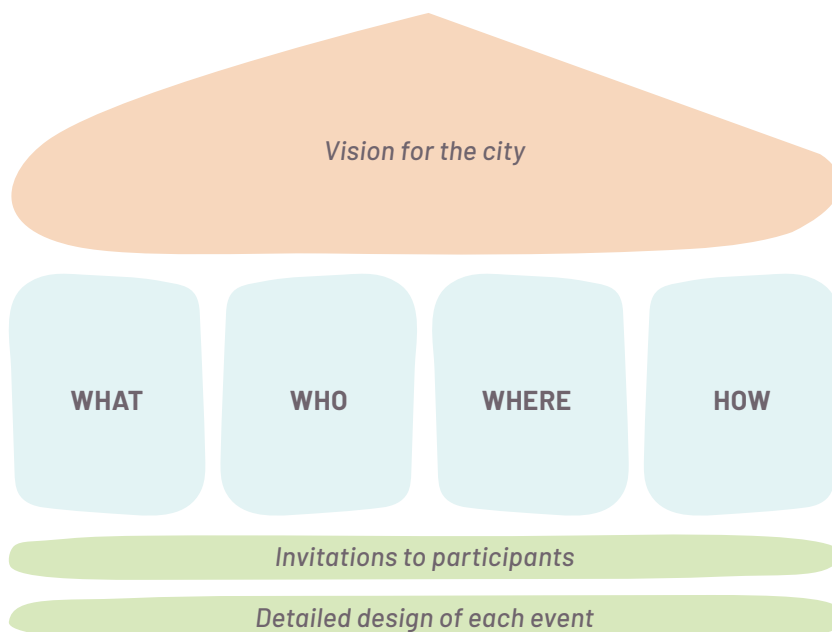 Vision for the city
WHAT
WHO
WHERE
HOW
Invitations to participants
Detailed design of each event